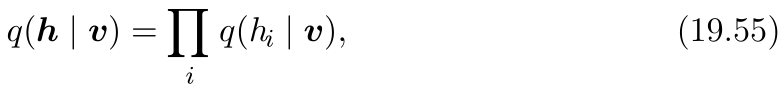 q(h | v) = ∏_i q(h_i | v), (19.55)